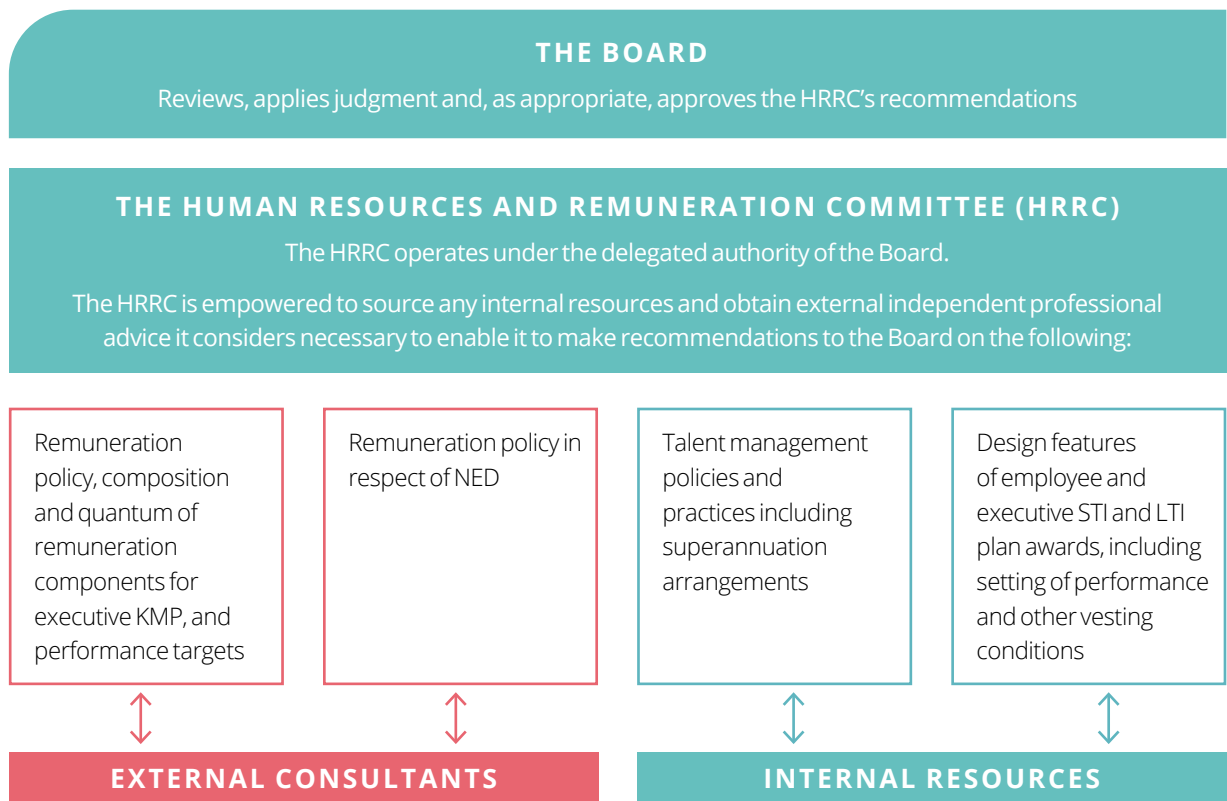 THE BOARD
Reviews, applies judgment and, as appropriate, approves the HRRC's recommendations
THE HUMAN RESOURCES AND REMUNERATION COMMITTEE (HRRC)
The HRRC operates under the delegated authority of the Board.
The HRRC is empowered to source any internal resources and obtain external independent professional
advice it considers necessary to enable it to make recommendations to the Board on the following:
Remuneration
policy, composition
and quantum of
remuneration
components for
executive KMP, and
performance targets
Remuneration policy in
respect of NED
Talent management
policies and
practices including
superannuation
arrangements
Design features
of employee and
executive STI and LTI
plan awards, including
setting of performance
and other vesting
conditions
EXTERNAL CONSULTANTS
INTERNAL RESOURCES